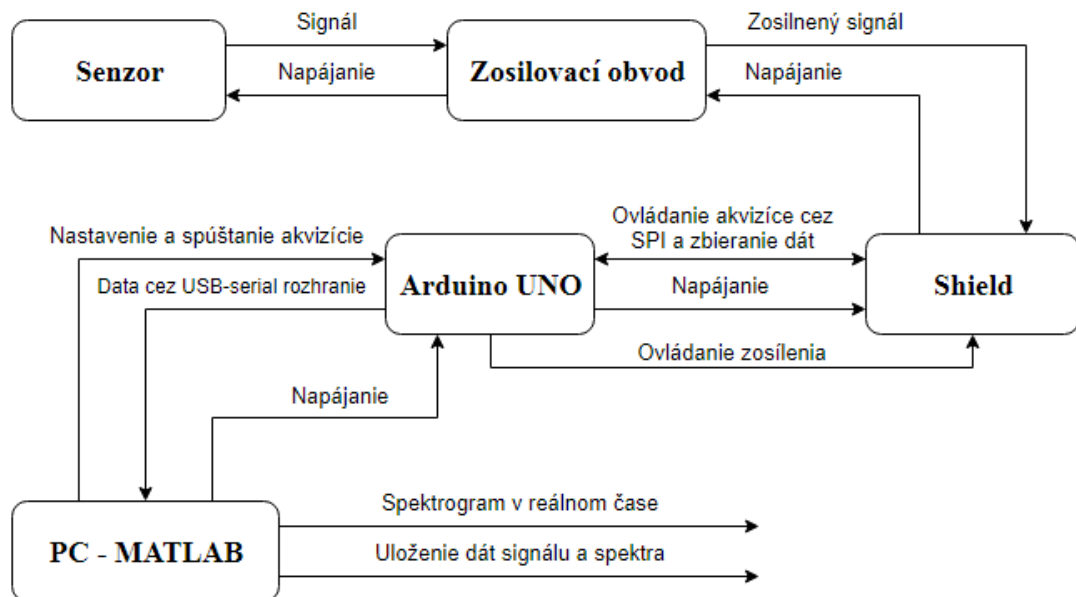 Signál
Zosilnený signál
Senzor
Napájanie
Zosilovací obvod
Napájanie
Nastavenie a spúštanie akvizície
Ovládanie akvizíce cez
SPI a zbieranie dát
Data cez USB-serial rozhranie
Arduino UNO
Napájanie
Shield
Ovládanie zosílenia
Napájanie
Spektrogram v reálnom čase
PC - MATLAB
Uloženie dát signálu a spektra